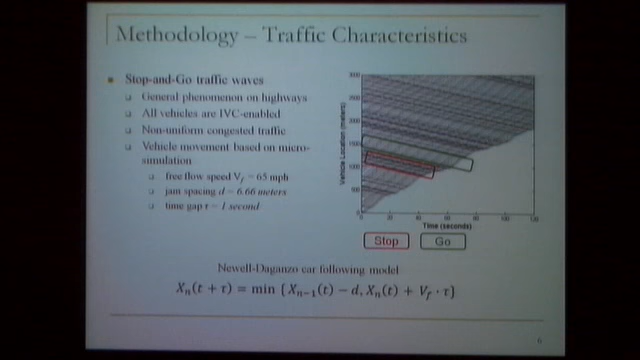 Methodology – Traffic Characteristics
Stop-and-Go traffic waves
General phenomenon on highways
All vehicles are IVC-enabled
Non-uniform congested traffic
Vehicle movement based on micro-
simulation
free flow speed V_f = 65 mph
jam spacing d = 6.66 meters
time gap τ = 1 second
Vehicle Location (meters)
Time (seconds)
Stop
Go
Newell-Daganzo car following model
X_n(t + τ) = min {X_{n-1}(t) − d, X_n(t) + V_f · τ}
6